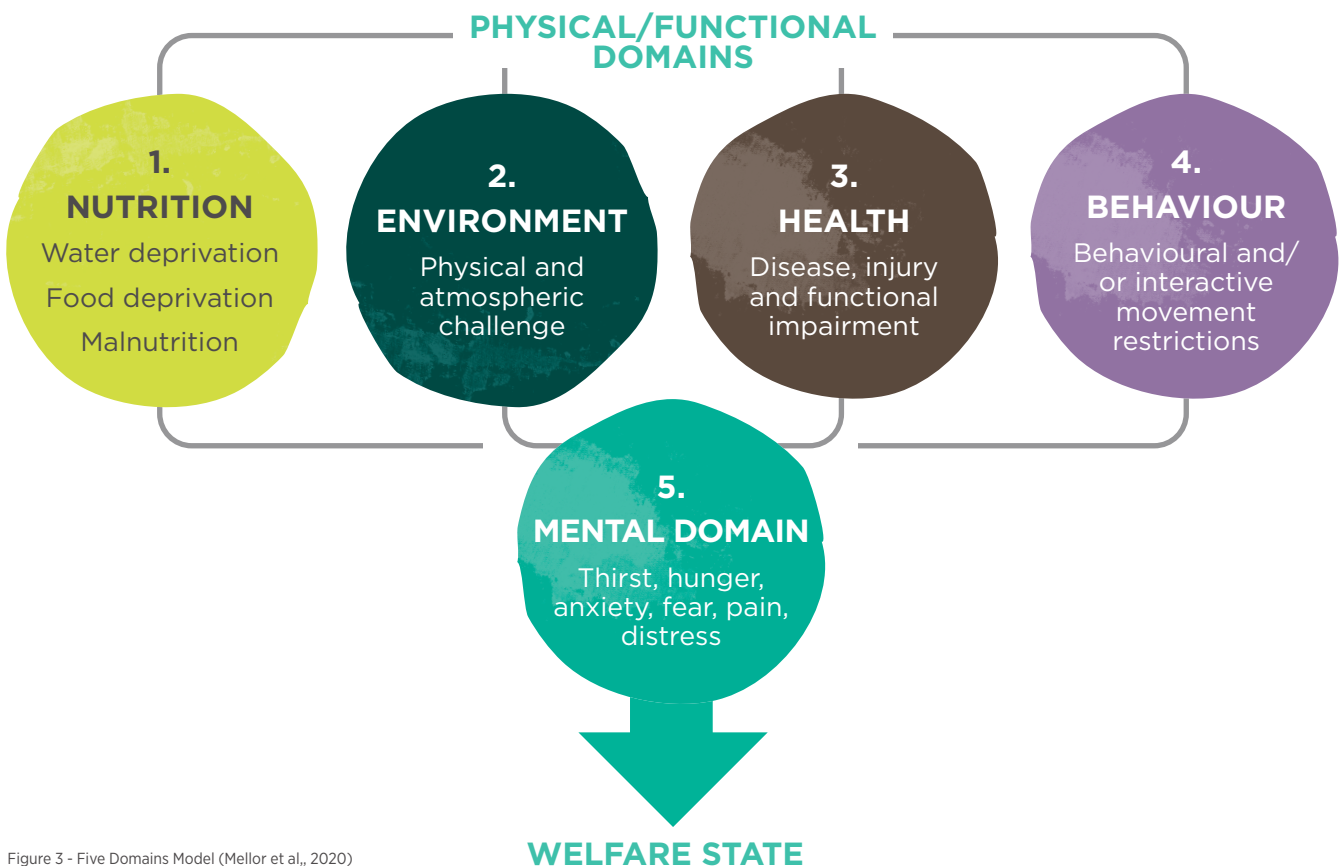 PHYSICAL/FUNCTIONAL
DOMAINS
1.
NUTRITION
Water deprivation
Food deprivation
Malnutrition
2.
ENVIRONMENT
Physical and
atmospheric
challenge
3.
HEALTH
Disease, injury
and functional
impairment
4.
BEHAVIOUR
Behavioural and/
or interactive
movement
restrictions
5.
MENTAL DOMAIN
Thirst, hunger,
anxiety, fear, pain,
distress
WELFARE STATE
Figure 3 - Five Domains Model (Mellor et al,, 2020)